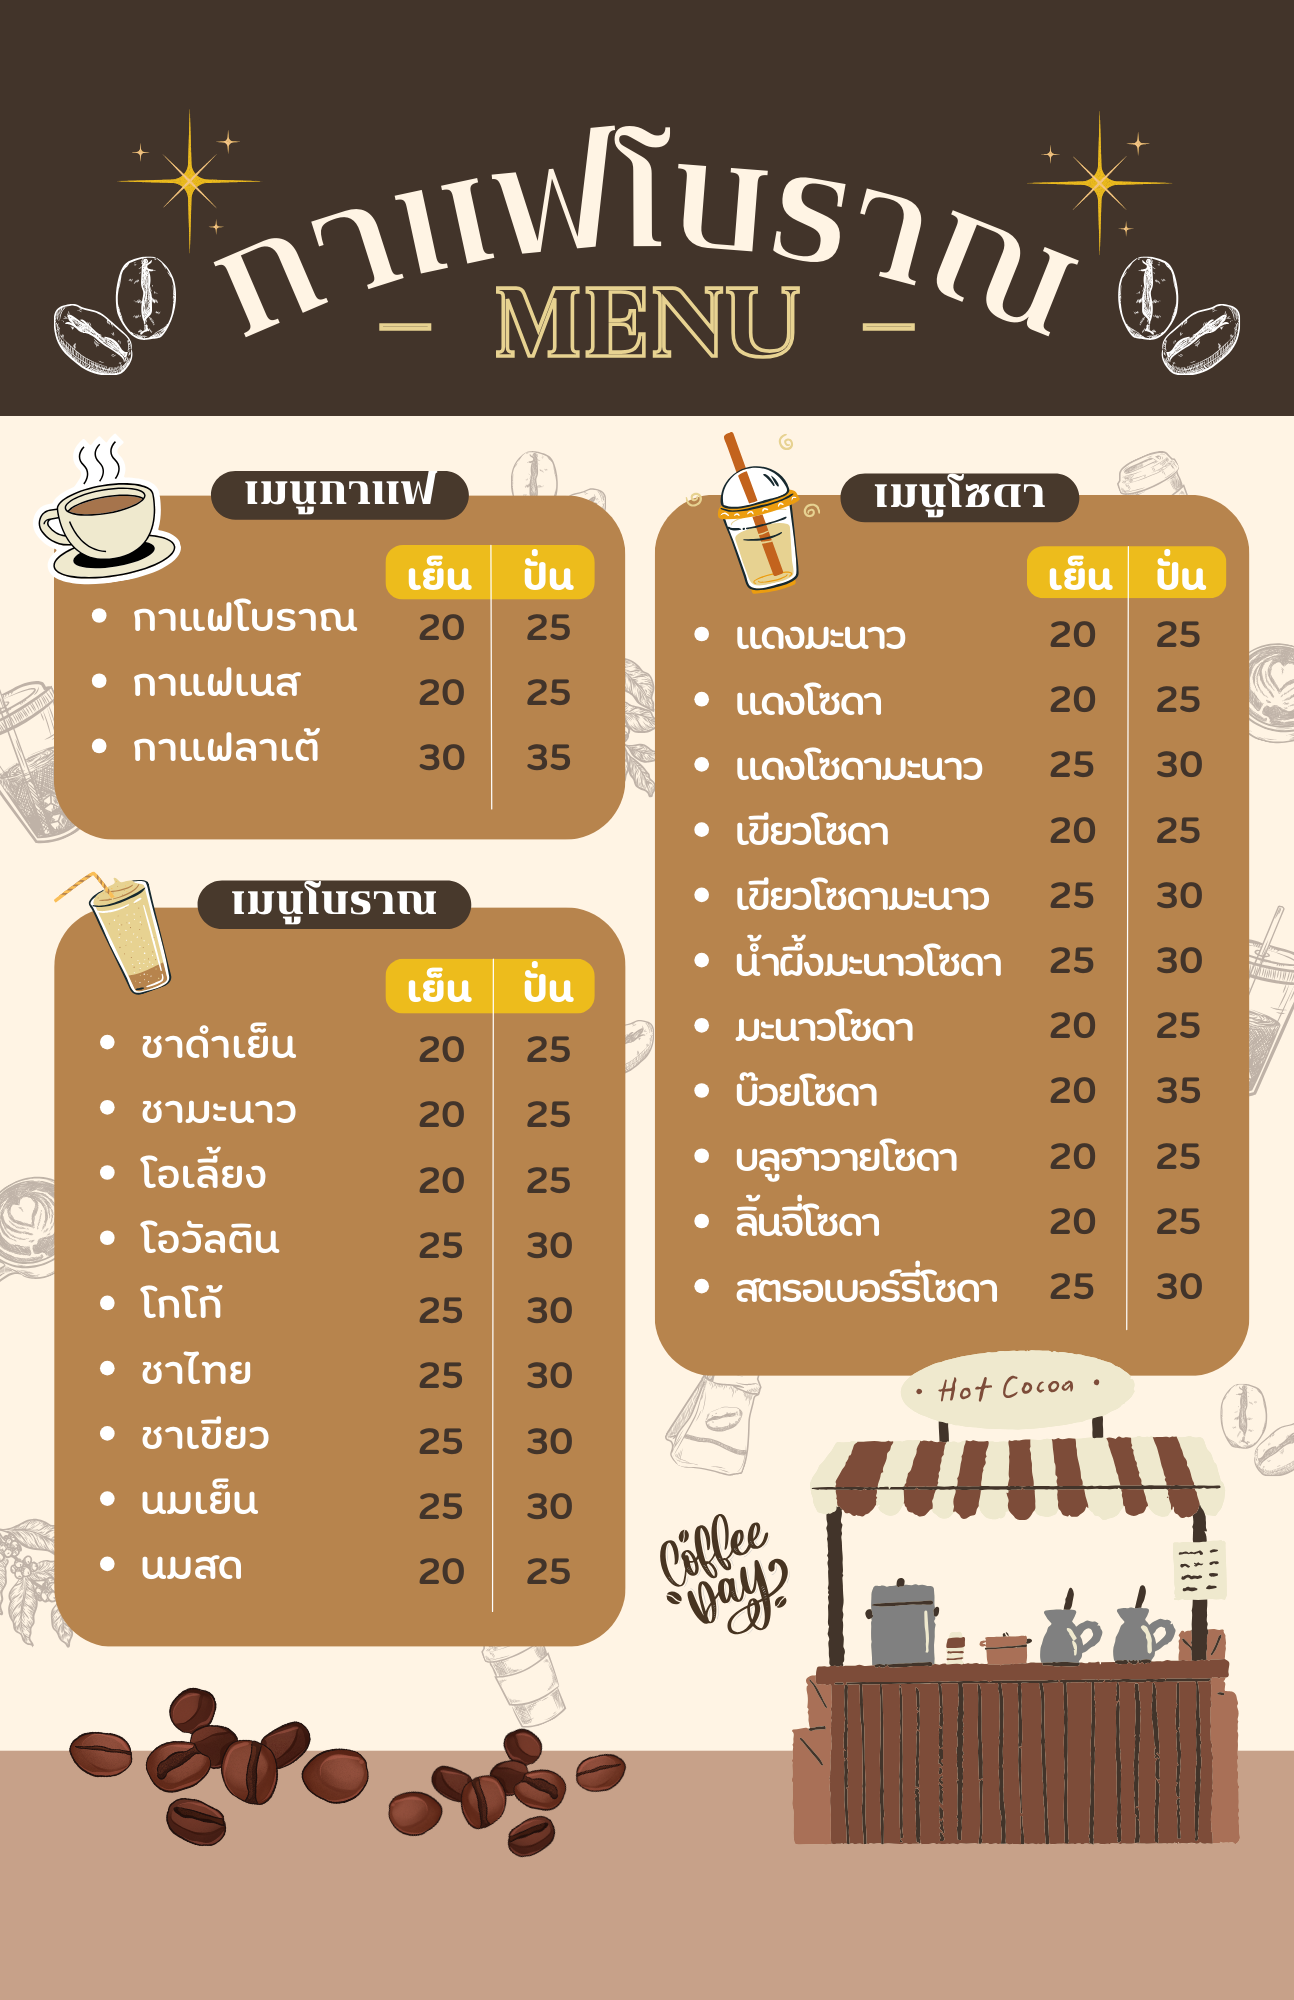 กาแฟโบราณ
MENU
เมนูกาแฟ
เย็น ปั่น
กาแฟโบราณ 20 25
กาแฟเนส 20 25
กาแฟลาเต้ 30 35
เมนูโบราณ
เย็น ปั่น
ชาดำเย็น 20 25
ชามะนาว 20 25
โอเลี้ยง 20 25
โอวัลติน 25 30
โกโก้ 25 30
ชาไทย 25 30
ชาเขียว 25 30
นมเย็น 25 30
นมสด 20 25
เมนูโซดา
เย็น ปั่น
แดงมะนาว 20 25
แดงโซดา 20 25
แดงโซดามะนาว 25 30
เขียวโซดา 20 25
เขียวโซดามะนาว 25 30
น้ำผึ้งมะนาวโซดา 25 30
มะนาวโซดา 20 25
บ๊วยโซดา 20 35
บลูฮาวายโซดา 20 25
ลิ้นจี่โซดา 20 25
สตรอเบอร์รี่โซดา 25 30
Hot Cocoa
Coffee
Day